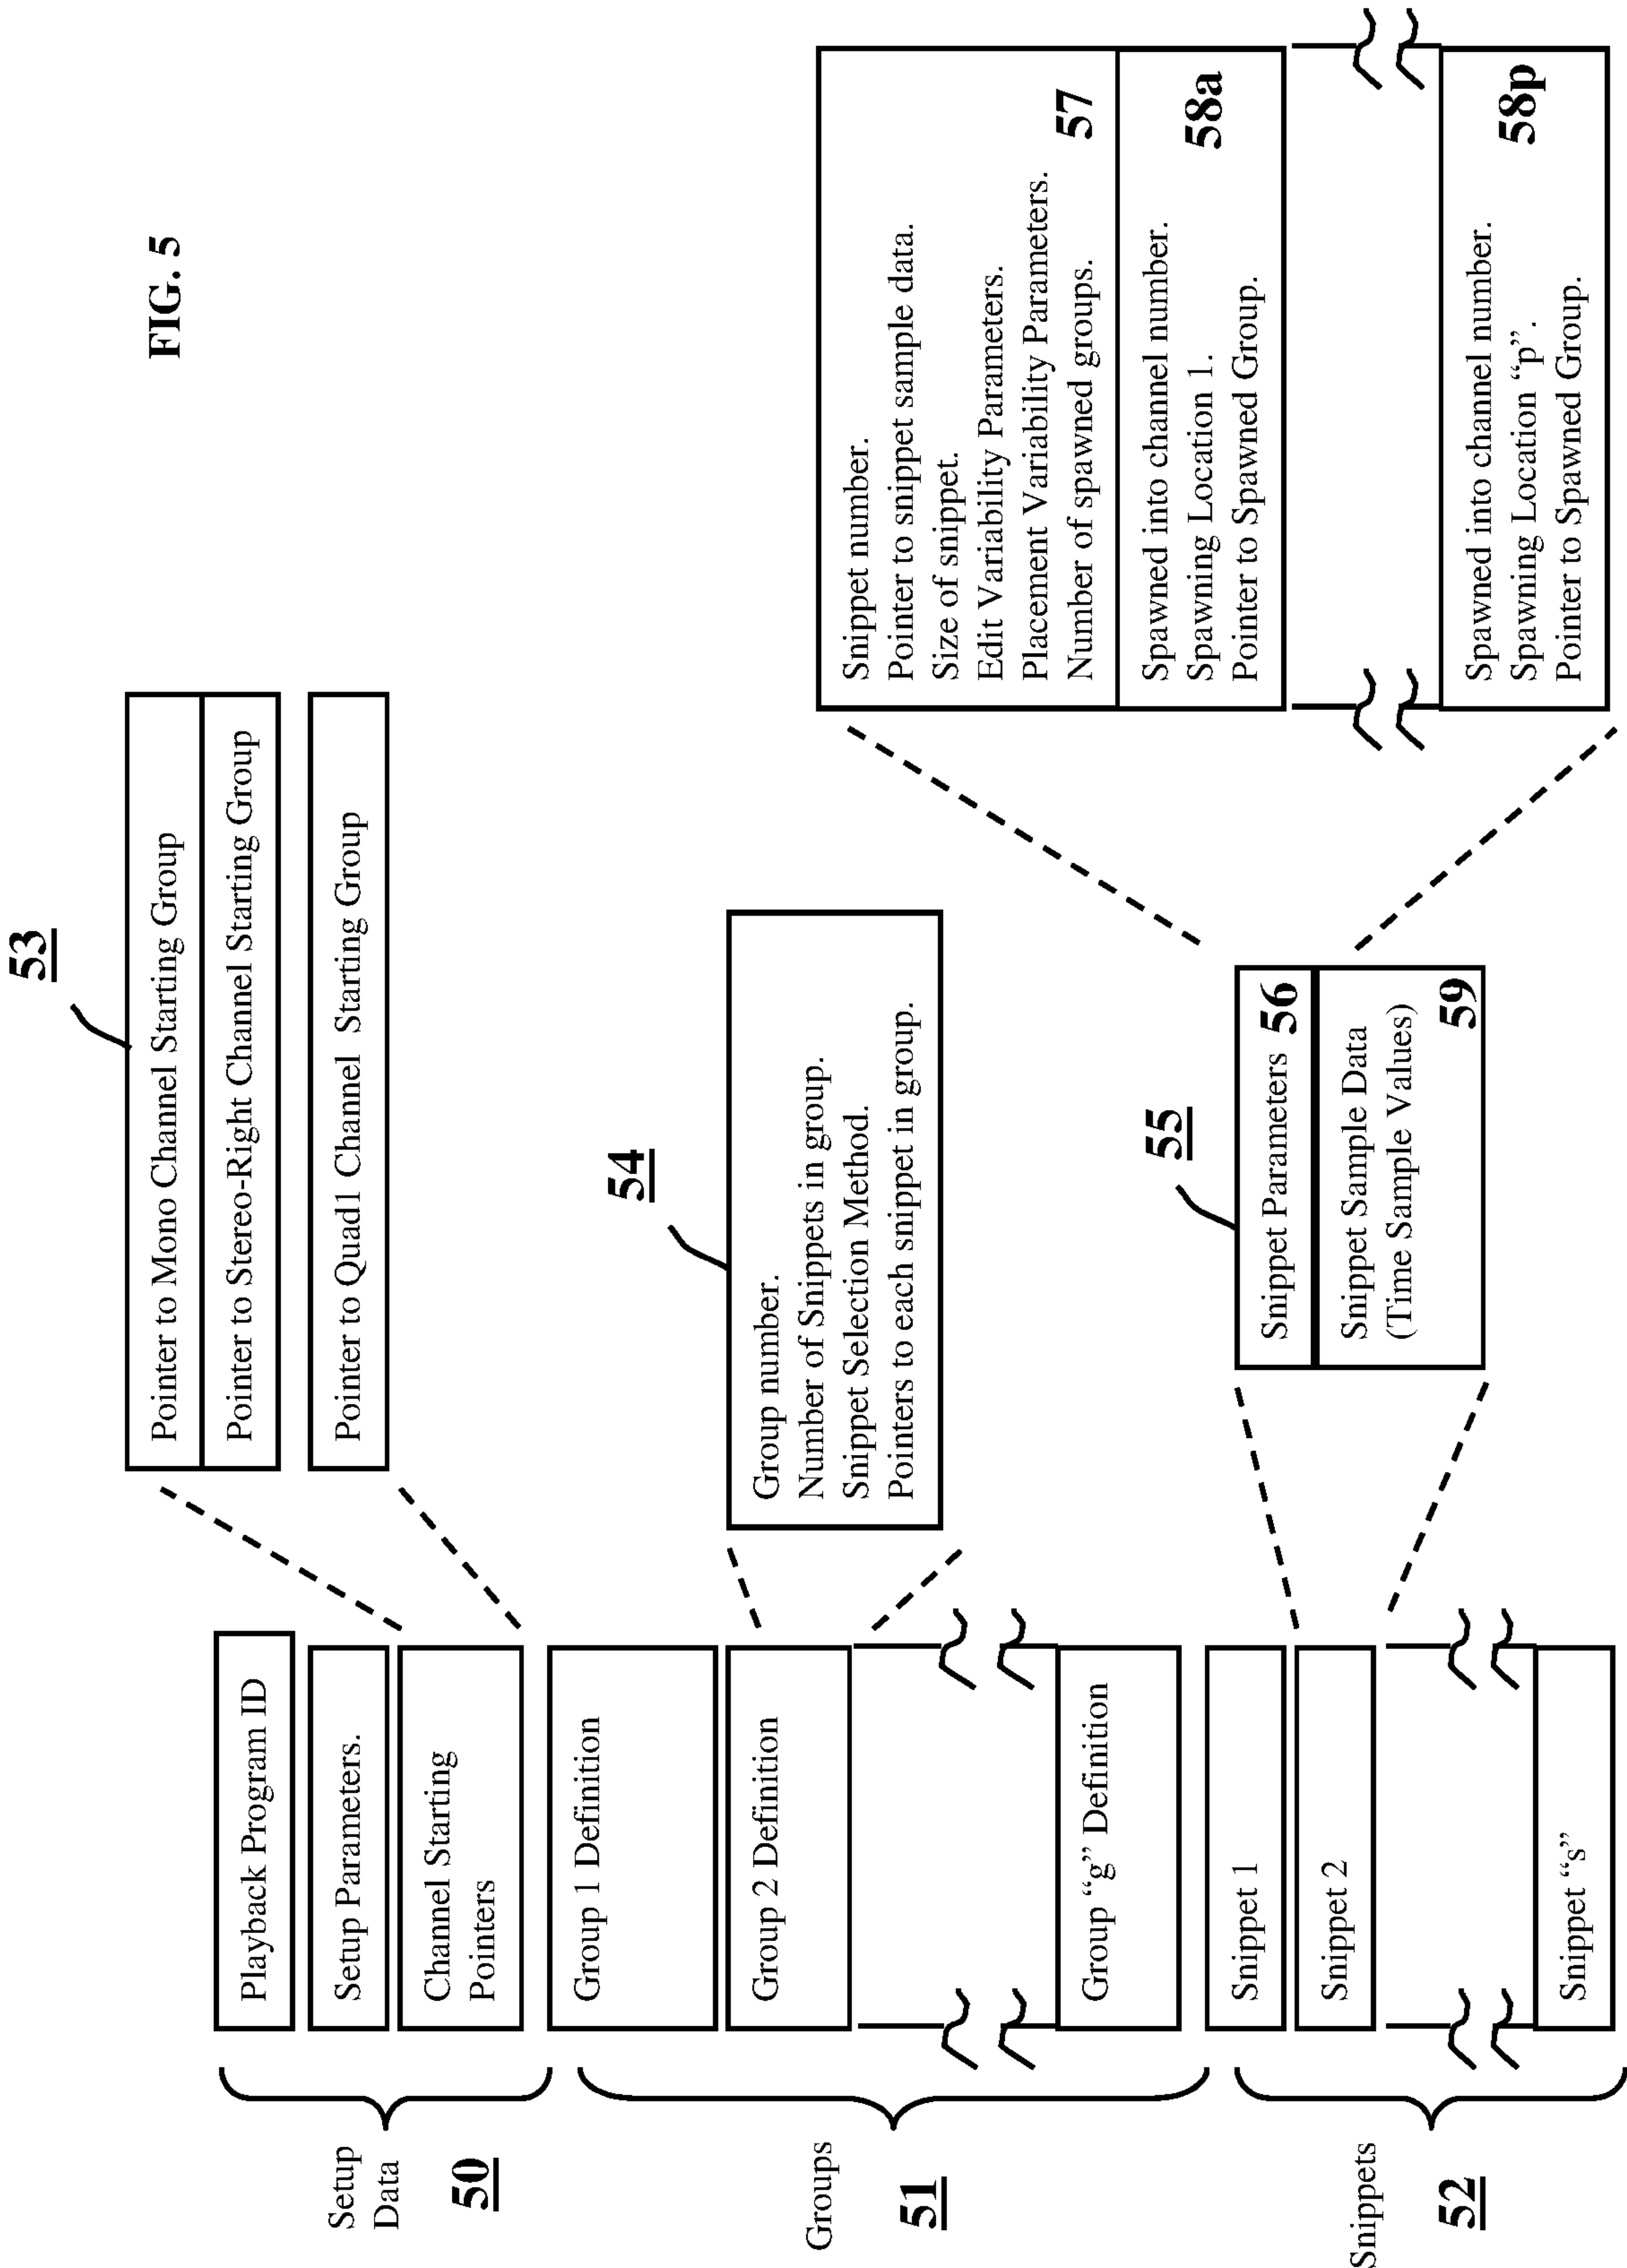 FIG. 5
Setup
Data
50
Playback Program ID
Setup Parameters.
Channel Starting
Pointers
53
Pointer to Mono Channel Starting Group
Pointer to Stereo-Right Channel Starting Group
Pointer to Quad1 Channel Starting Group
Groups
51
Group 1 Definition
Group 2 Definition
Group “g” Definition
54
Group number.
Number of Snippets in group.
Snippet Selection Method.
Pointers to each snippet in group.
Snippets
52
Snippet 1
Snippet 2
Snippet “s”
55
Snippet Parameters 56
Snippet Sample Data
(Time Sample Values)
59
Snippet number.
Pointer to snippet sample data.
Size of snippet.
Edit Variability Parameters.
Placement Variability Parameters.
Number of spawned groups.
57
Spawned into channel number.
Spawning Location 1.
Pointer to Spawned Group.
58a
Spawned into channel number.
Spawning Location “p”.
Pointer to Spawned Group.
58p